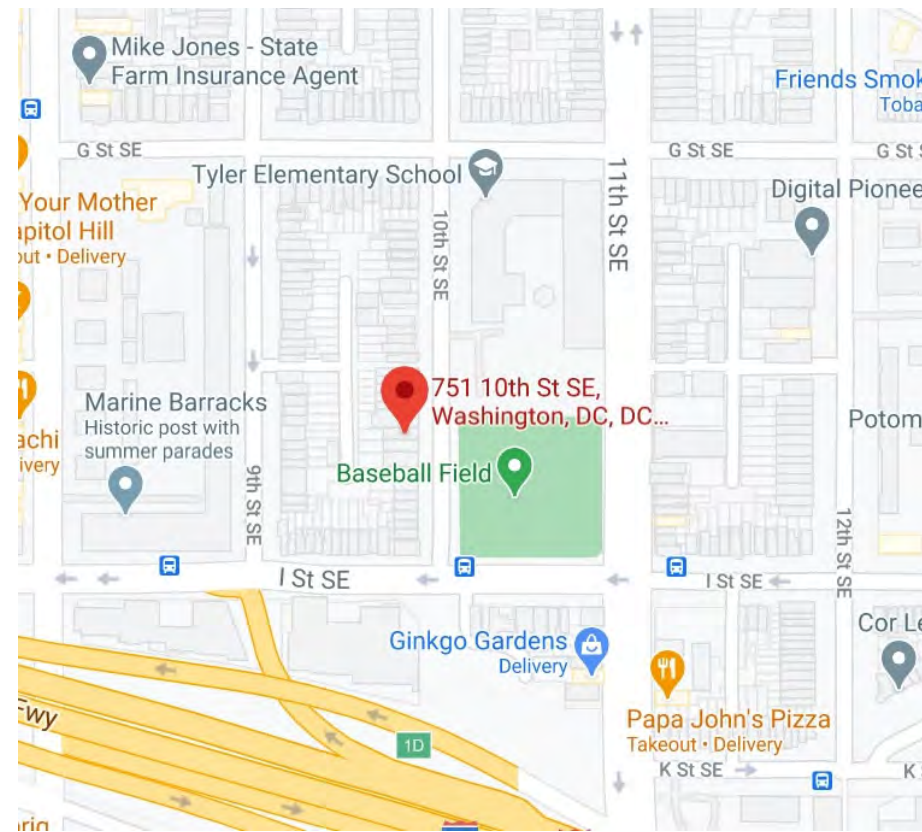 Mike Jones - State
Farm Insurance Agent
Friends Smok
Toba
G St SE
G St SE
G St S
Tyler Elementary School
11th St SE
Your Mother
apitol Hill
out • Delivery
10th St SE
Digital Pionee
751 10th St SE,
Washington, DC, DC...
Marine Barracks
Historic post with
summer parades
achi
ivery
Potom
Baseball Field
9th St SE
12th St SE
I St SE
I St SE
Ginkgo Gardens
Delivery
Cor Le
Fwy
1D
Papa John's Pizza
Takeout • Delivery
K St SE
K